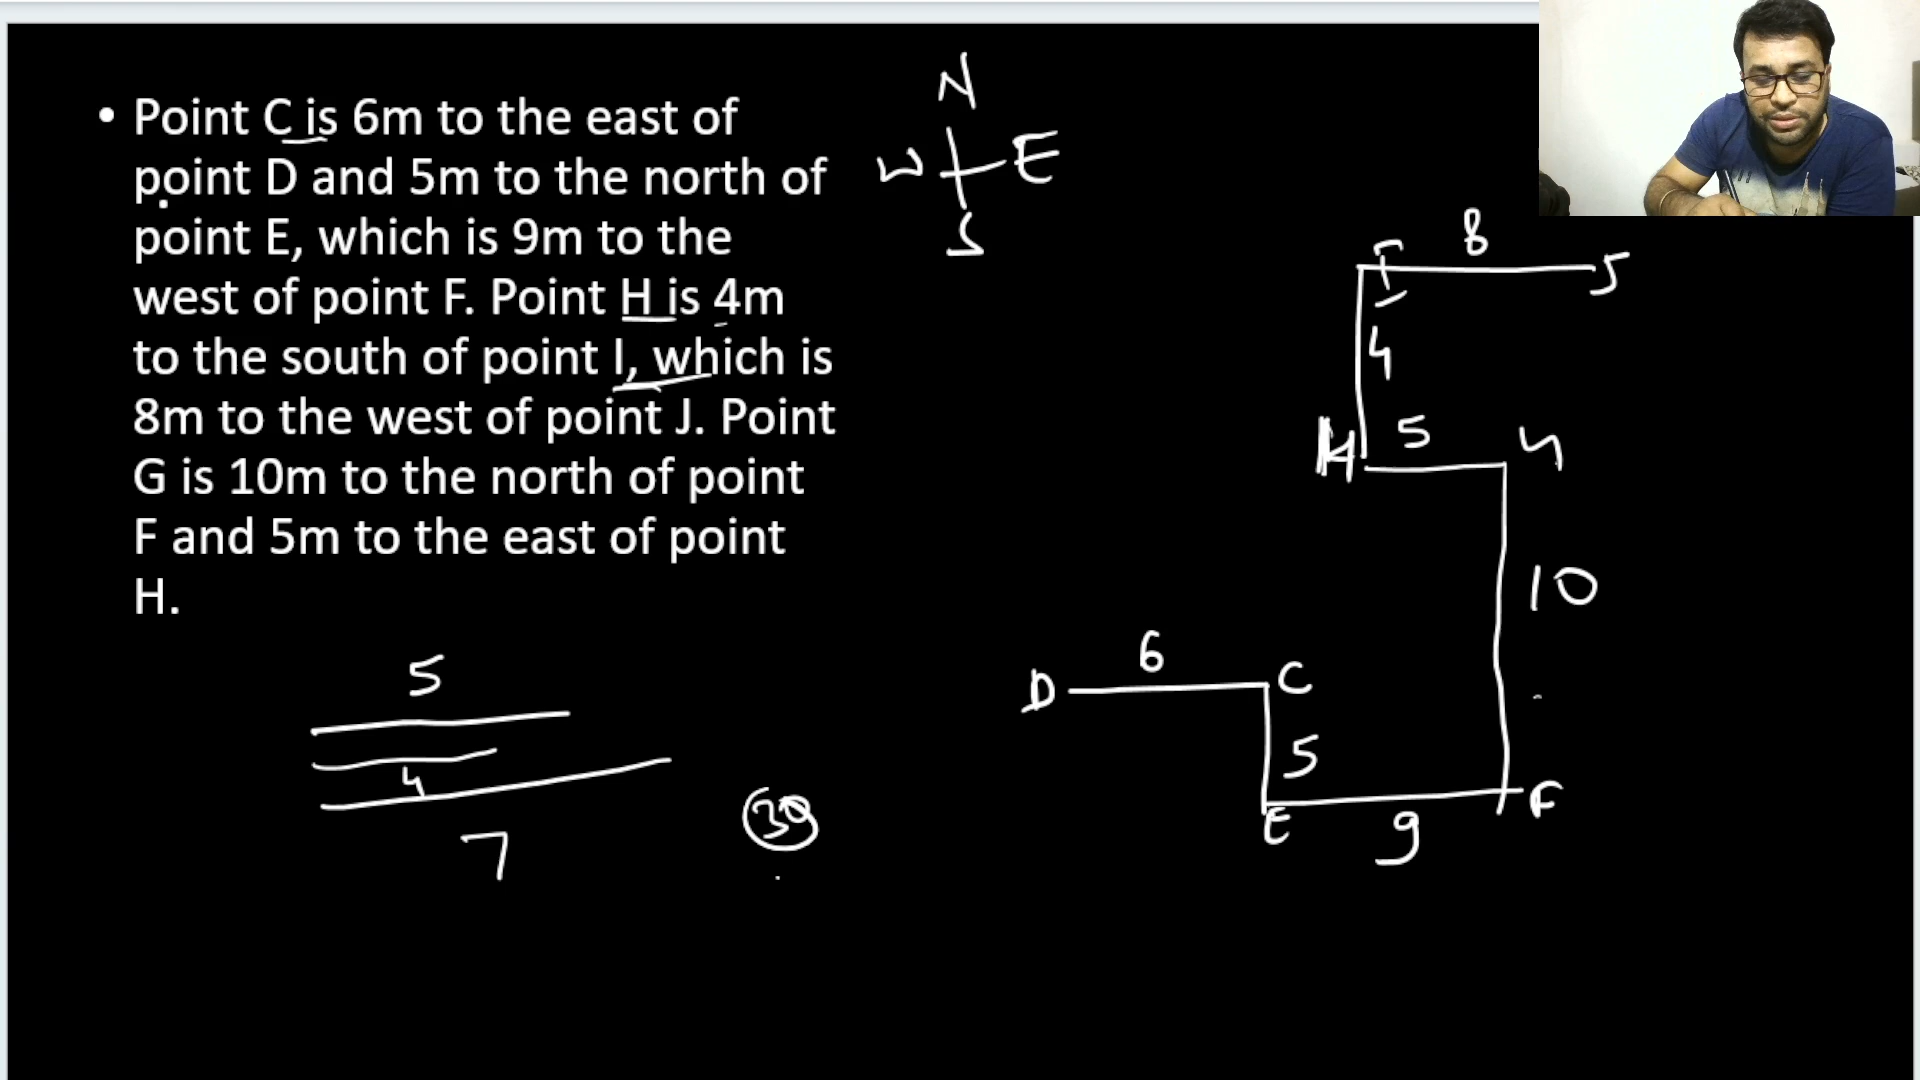 • Point C is 6m to the east of
point D and 5m to the north of
point E, which is 9m to the
west of point F. Point H is 4m
to the south of point I, which is
8m to the west of point J. Point
G is 10m to the north of point
F and 5m to the east of point
H.
N
W E
S
I 8 J
4
H 5
10
D 6 C
5
E 9 F
5
4
7